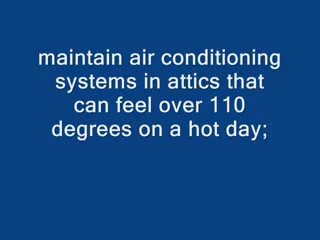 maintain air conditioning
systems in attics that
can feel over 110
degrees on a hot day;